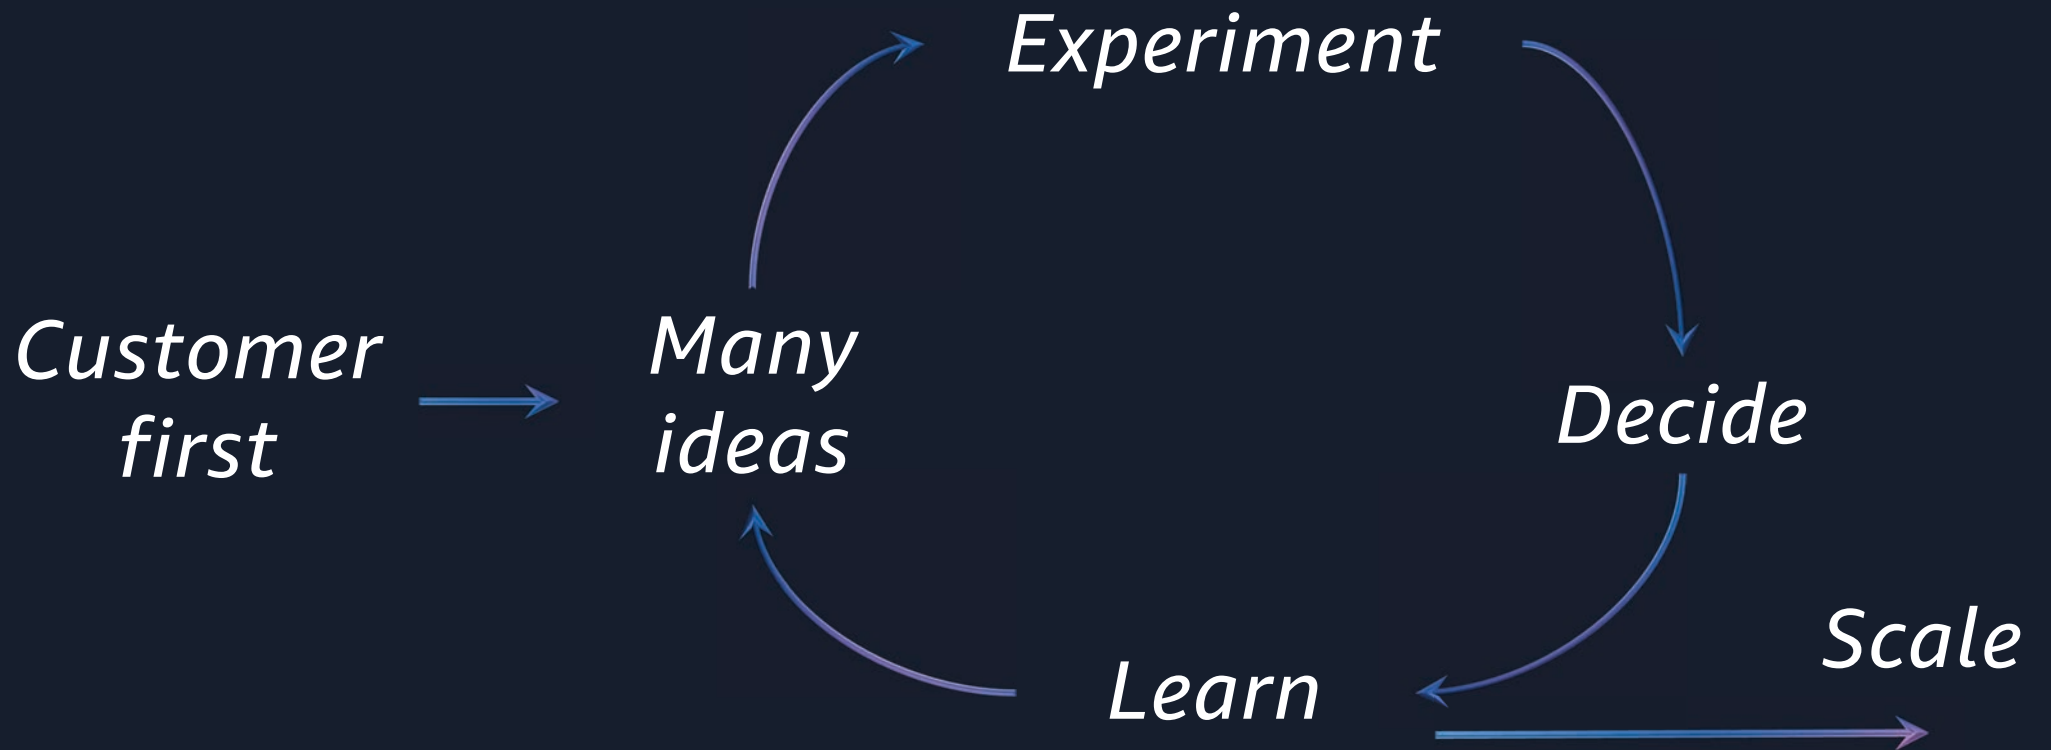 Experiment
Customer
first
Many
ideas
Decide
Scale
Learn